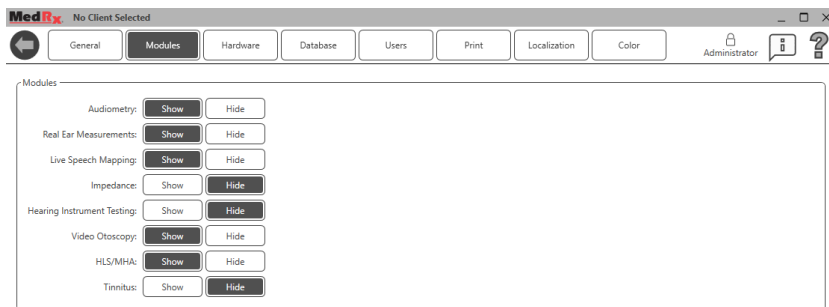 MedRx No Client Selected
General Modules Hardware Database Users Print Localization Color Administrator
Modules
Audiometry: Show Hide
Real Ear Measurements: Show Hide
Live Speech Mapping: Show Hide
Impedance: Show Hide
Hearing Instrument Testing: Show Hide
Video Otoscopy: Show Hide
HLS/MHA: Show Hide
Tinnitus: Show Hide